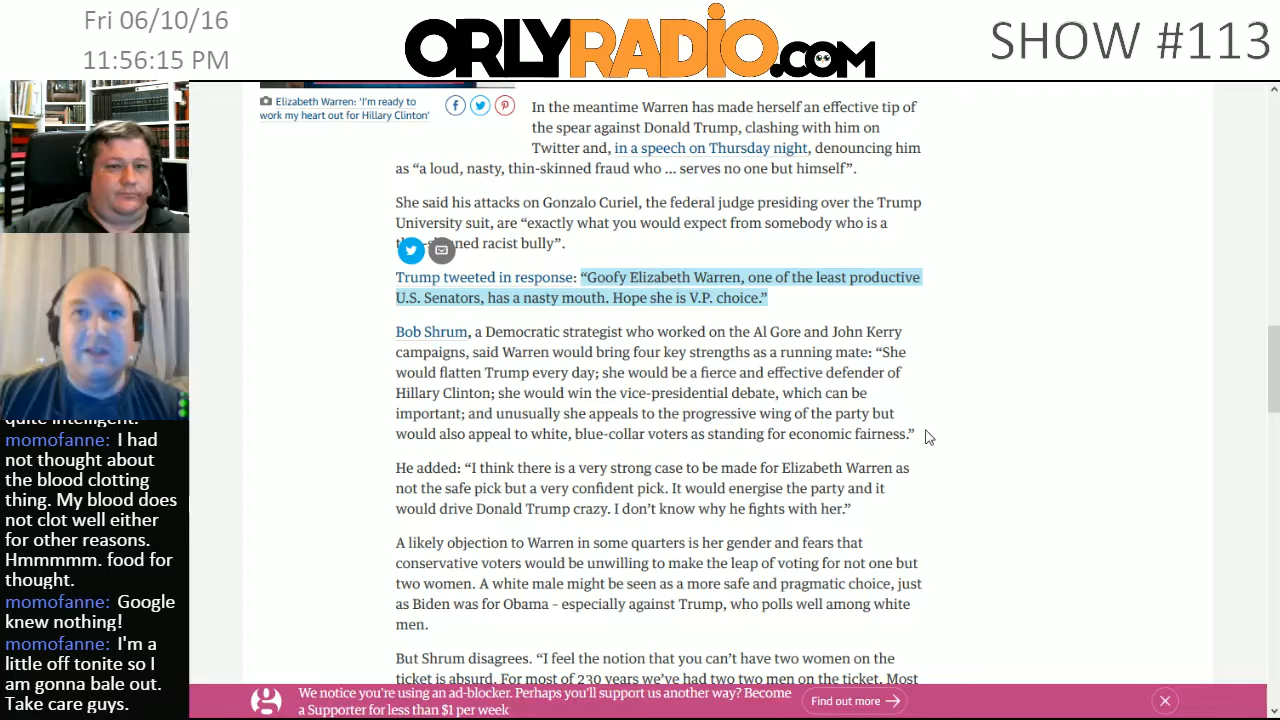 Fri 06/10/16
11:56:15 PM
ORLYRADIO.COM
SHOW #113
Elizabeth Warren: 'I'm ready to
work my heart out for Hillary Clinton'
In the meantime Warren has made herself an effective tip of
the spear against Donald Trump, clashing with him on
Twitter and, in a speech on Thursday night, denouncing him
as “a loud, nasty, thin-skinned fraud who ... serves no one but himself”.
She said his attacks on Gonzalo Curiel, the federal judge presiding over the Trump
University suit, are “exactly what you would expect from somebody who is a
racist bully”.
Trump tweeted in response: “Goofy Elizabeth Warren, one of the least productive
U.S. Senators, has a nasty mouth. Hope she is V.P. choice.”
Bob Shrum, a Democratic strategist who worked on the Al Gore and John Kerry
campaigns, said Warren would bring four key strengths as a running mate: “She
would flatten Trump every day; she would be a fierce and effective defender of
Hillary Clinton; she would win the vice-presidential debate, which can be
important; and unusually she appeals to the progressive wing of the party but
would also appeal to white, blue-collar voters as standing for economic fairness.”
He added: “I think there is a very strong case to be made for Elizabeth Warren as
not the safe pick but a very confident pick. It would energise the party and it
would drive Donald Trump crazy. I don’t know why he fights with her.”
A likely objection to Warren in some quarters is her gender and fears that
conservative voters would be unwilling to make the leap of voting for not one but
two women. A white male might be seen as a more safe and pragmatic choice, just
as Biden was for Obama – especially against Trump, who polls well among white
men.
But Shrum disagrees. “I feel the notion that you can’t have two women on the
ticket is absurd. For most of 230 years we’ve had two two men on the ticket. Most
quite intelligent.
momofanne: I had
not thought about
the blood clotting
thing. My blood does
not clot well either
for other reasons.
Hmmmmm. food for
thought.
momofanne: Google
knew nothing!
momofanne: I'm a
little off tonite so I
am gonna bale out.
Take care guys.
We notice you're using an ad-blocker. Perhaps you'll support us another way? Become
a Supporter for less than $1 per week
Find out more